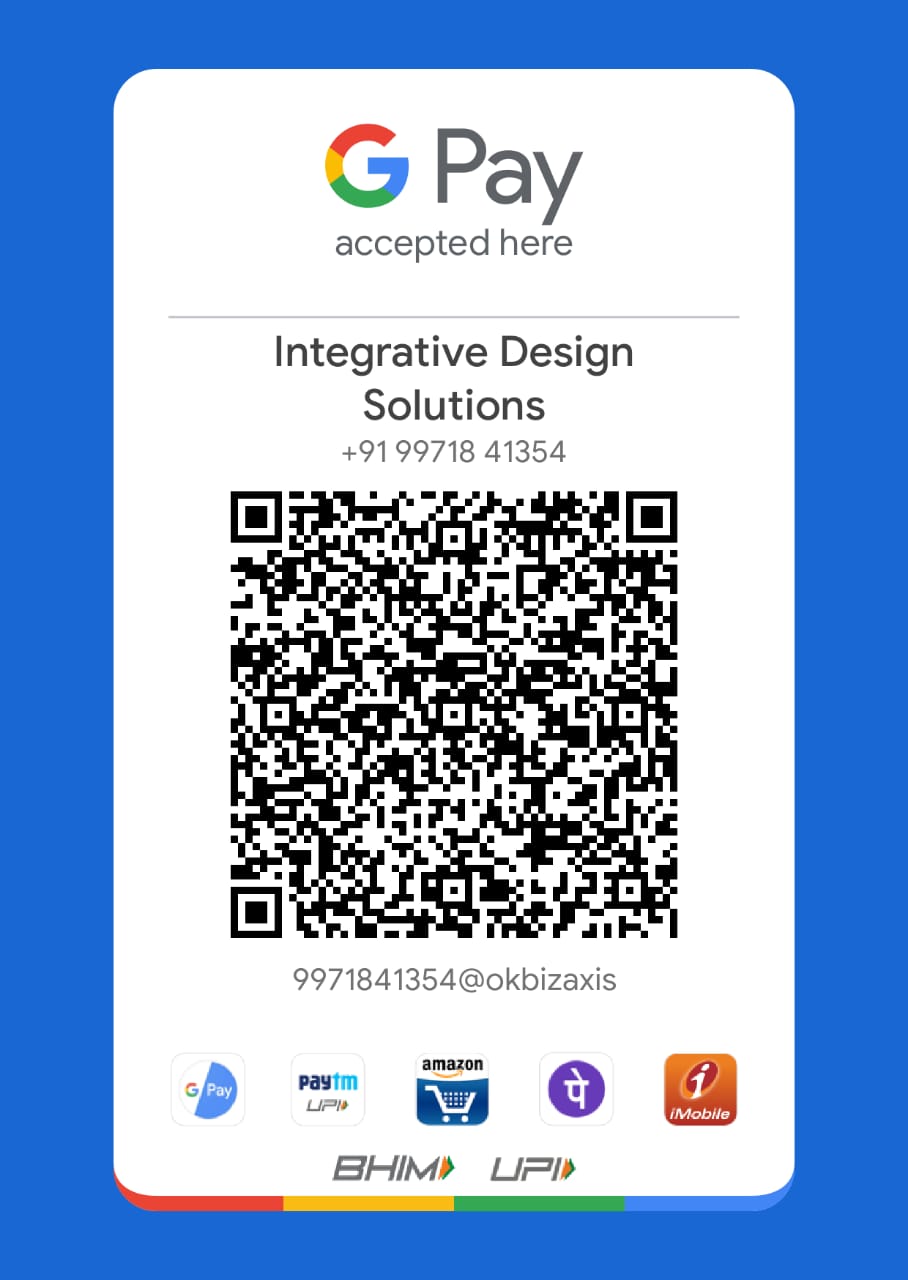 G Pay
accepted here
Integrative Design
Solutions
+91 99718 41354
9971841354@okbizaxis
G Pay
paytm
UPI
amazon
पे
i
iMobile
BHIM UPI